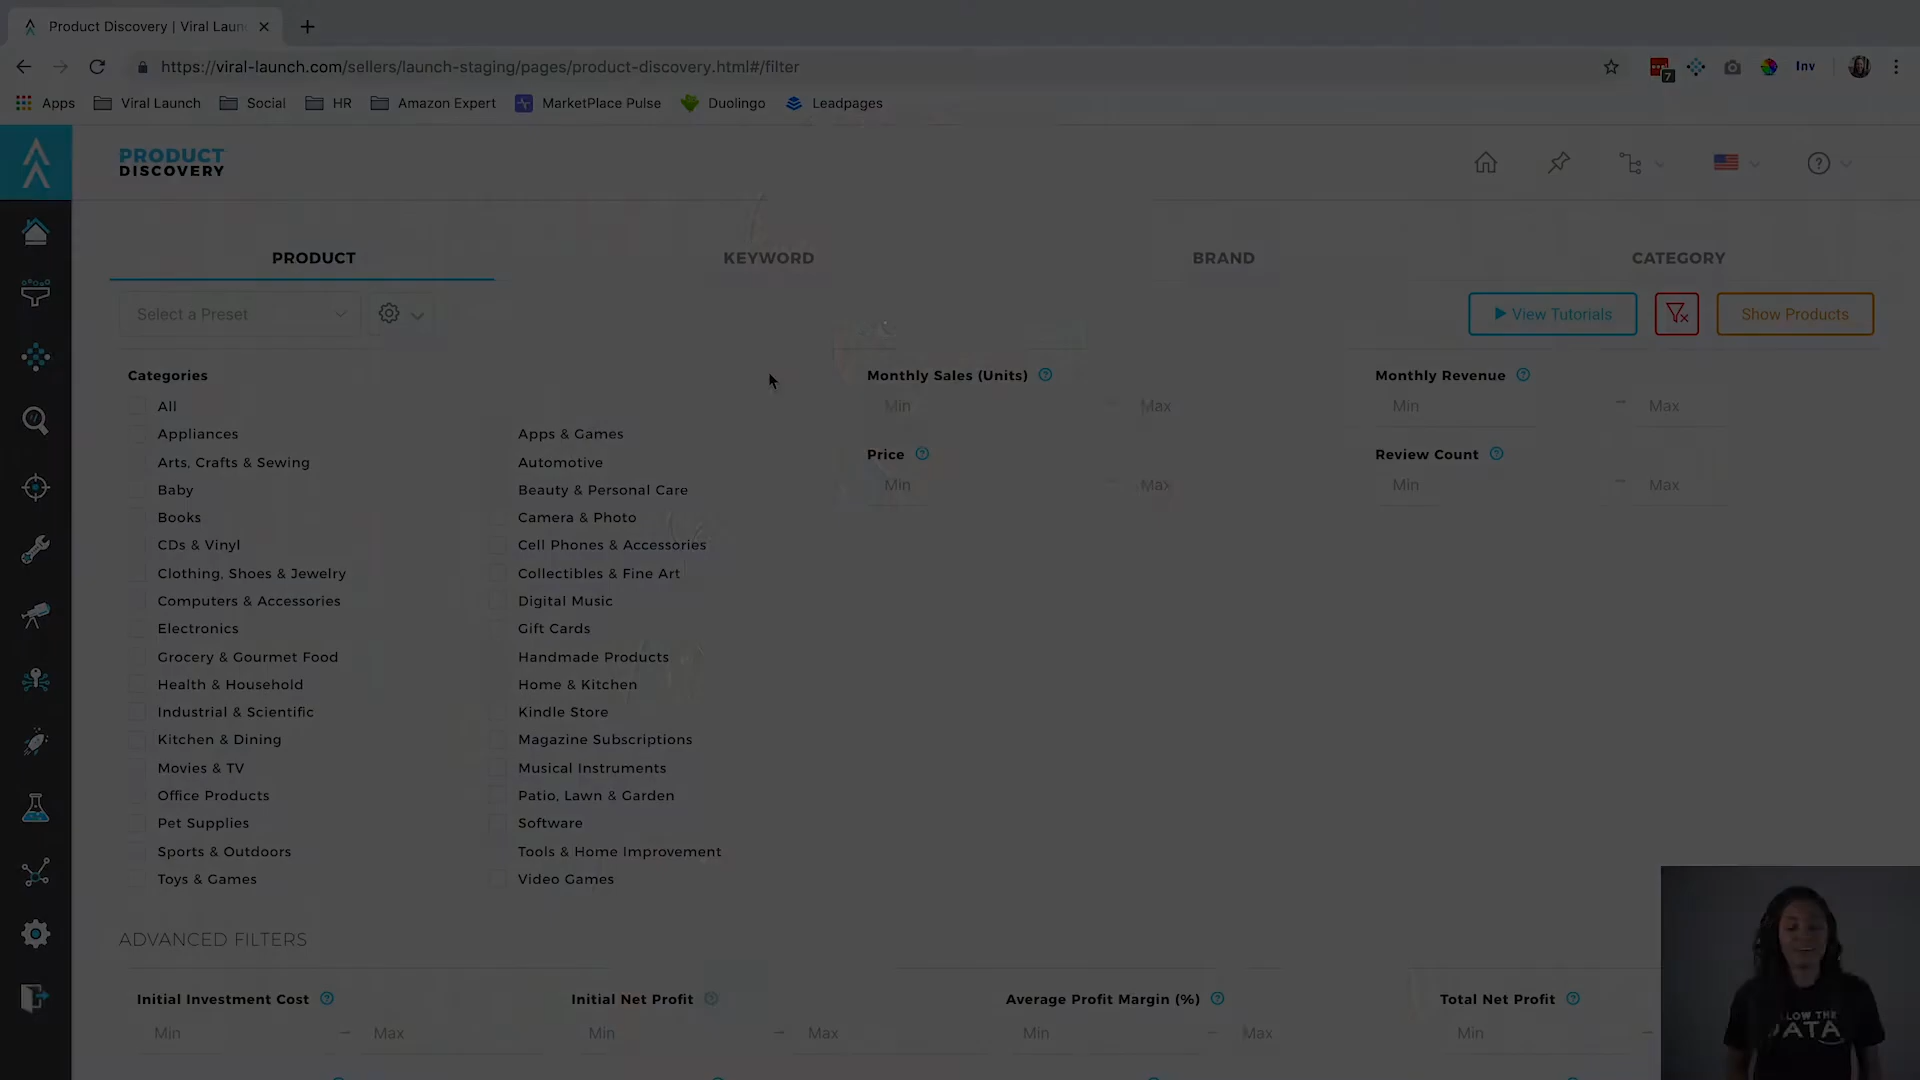 Product Discovery | Viral Laun
https://viral-launch.com/sellers/launch-staging/pages/product-discovery.html#/filter
7
Inv
Apps
Viral Launch
Social
HR
Amazon Expert
MarketPlace Pulse
Duolingo
Leadpages
PRODUCT
DISCOVERY
PRODUCT
KEYWORD
BRAND
CATEGORY
Select a Preset
View Tutorials
Show Products
Categories
All
Appliances
Arts, Crafts & Sewing
Baby
Books
CDs & Vinyl
Clothing, Shoes & Jewelry
Computers & Accessories
Electronics
Grocery & Gourmet Food
Health & Household
Industrial & Scientific
Kitchen & Dining
Movies & TV
Office Products
Pet Supplies
Sports & Outdoors
Toys & Games
Apps & Games
Automotive
Beauty & Personal Care
Camera & Photo
Cell Phones & Accessories
Collectibles & Fine Art
Digital Music
Gift Cards
Handmade Products
Home & Kitchen
Kindle Store
Magazine Subscriptions
Musical Instruments
Patio, Lawn & Garden
Software
Tools & Home Improvement
Video Games
Monthly Sales (Units)
Min – Max
Monthly Revenue
Min – Max
Price
Min – Max
Review Count
Min – Max
ADVANCED FILTERS
Initial Investment Cost
Min – Max
Initial Net Profit
Min – Max
Average Profit Margin (%)
Min – Max
Total Net Profit
Min –
LOW THE
DATA